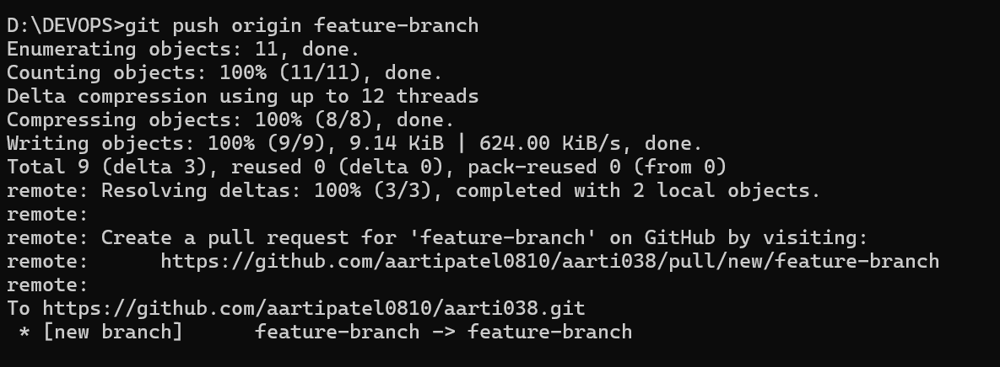 D:\DEVOPS>git push origin feature-branch
Enumerating objects: 11, done.
Counting objects: 100% (11/11), done.
Delta compression using up to 12 threads
Compressing objects: 100% (8/8), done.
Writing objects: 100% (9/9), 9.14 KiB | 624.00 KiB/s, done.
Total 9 (delta 3), reused 0 (delta 0), pack-reused 0 (from 0)
remote: Resolving deltas: 100% (3/3), completed with 2 local objects.
remote:
remote: Create a pull request for 'feature-branch' on GitHub by visiting:
remote:      https://github.com/aartipatel0810/aarti038/pull/new/feature-branch
remote:
To https://github.com/aartipatel0810/aarti038.git
 * [new branch]      feature-branch -> feature-branch